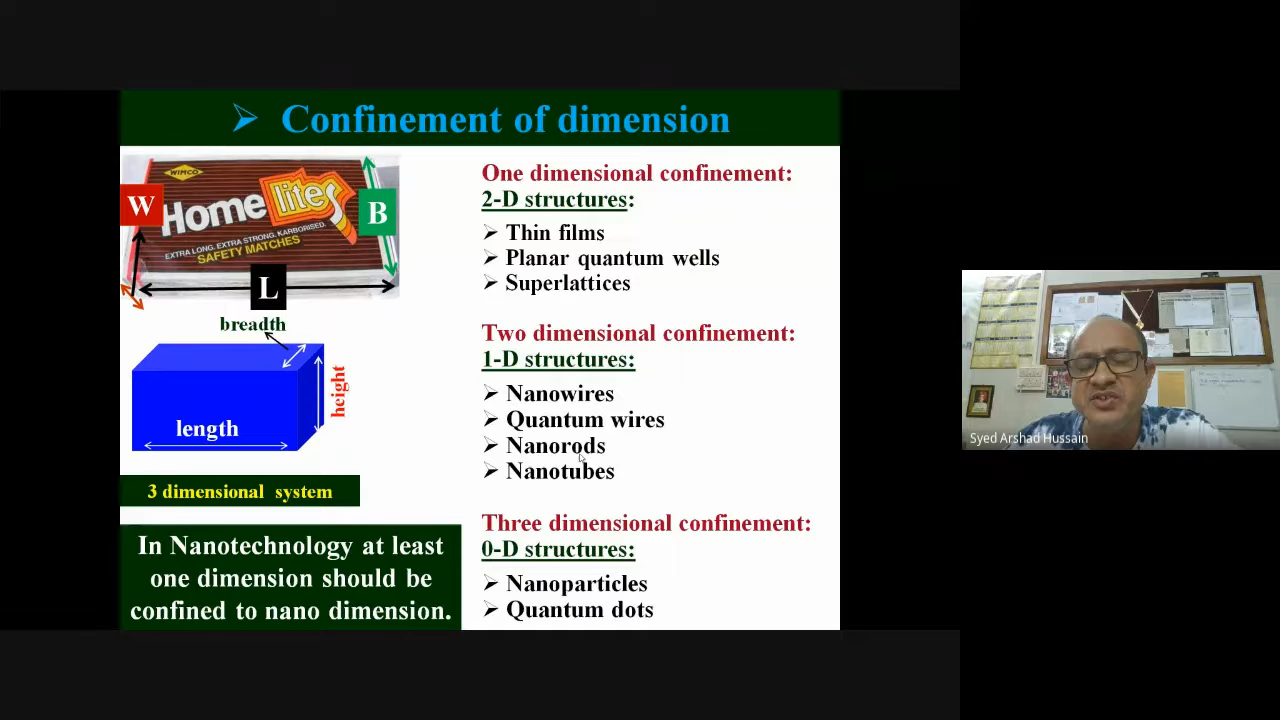 ➢ Confinement of dimension
WIMCO
W
Homelites
B
EXTRA LONG. EXTRA STRONG. KARBORISED.
SAFETY MATCHES
L
breadth
height
length
3 dimensional system
In Nanotechnology at least
one dimension should be
confined to nano dimension.
One dimensional confinement:
2-D structures:
➢ Thin films
➢ Planar quantum wells
➢ Superlattices
Two dimensional confinement:
1-D structures:
➢ Nanowires
➢ Quantum wires
➢ Nanorods
➢ Nanotubes
Three dimensional confinement:
0-D structures:
➢ Nanoparticles
➢ Quantum dots
Syed Arshad Hussain